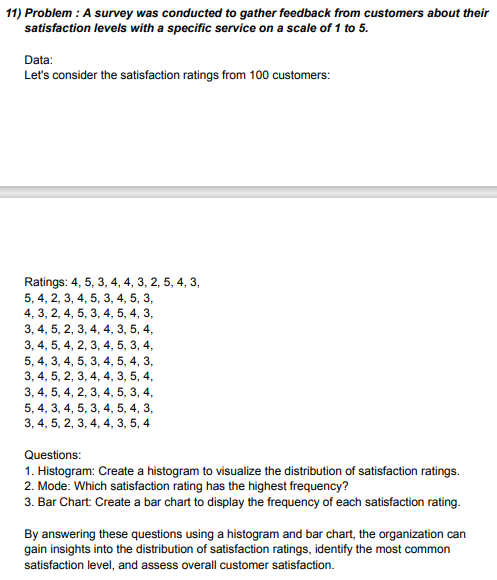 11) Problem : A survey was conducted to gather feedback from customers about their
satisfaction levels with a specific service on a scale of 1 to 5.
Data:
Let's consider the satisfaction ratings from 100 customers:
Ratings: 4, 5, 3, 4, 4, 3, 2, 5, 4, 3,
5, 4, 2, 3, 4, 5, 3, 4, 5, 3,
4, 3, 2, 4, 5, 3, 4, 5, 4, 3,
3, 4, 5, 2, 3, 4, 4, 3, 5, 4,
3, 4, 5, 4, 2, 3, 4, 5, 3, 4,
5, 4, 3, 4, 5, 3, 4, 5, 4, 3,
3, 4, 5, 2, 3, 4, 4, 3, 5, 4,
3, 4, 5, 4, 2, 3, 4, 5, 3, 4,
5, 4, 3, 4, 5, 3, 4, 5, 4, 3,
3, 4, 5, 2, 3, 4, 4, 3, 5, 4
Questions:
1. Histogram: Create a histogram to visualize the distribution of satisfaction ratings.
2. Mode: Which satisfaction rating has the highest frequency?
3. Bar Chart: Create a bar chart to display the frequency of each satisfaction rating.
By answering these questions using a histogram and bar chart, the organization can
gain insights into the distribution of satisfaction ratings, identify the most common
satisfaction level, and assess overall customer satisfaction.